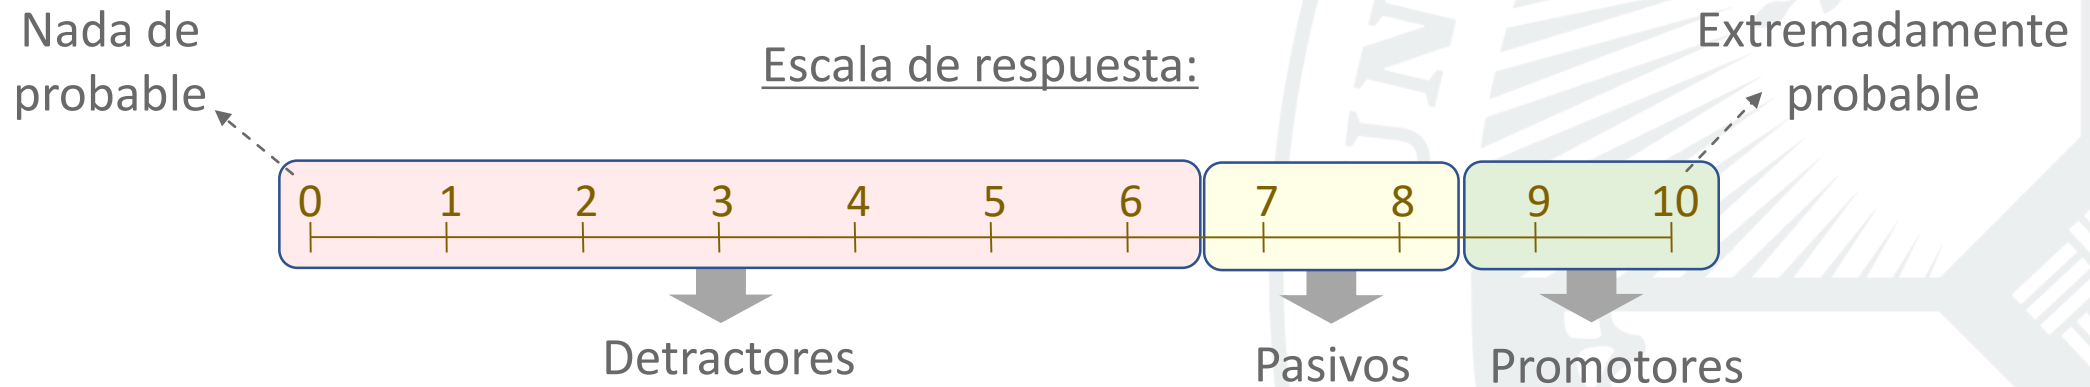 Nada de
probable
Escala de respuesta:
Extremadamente
probable
0 1 2 3 4 5 6 7 8 9 10
Detractores
Pasivos
Promotores